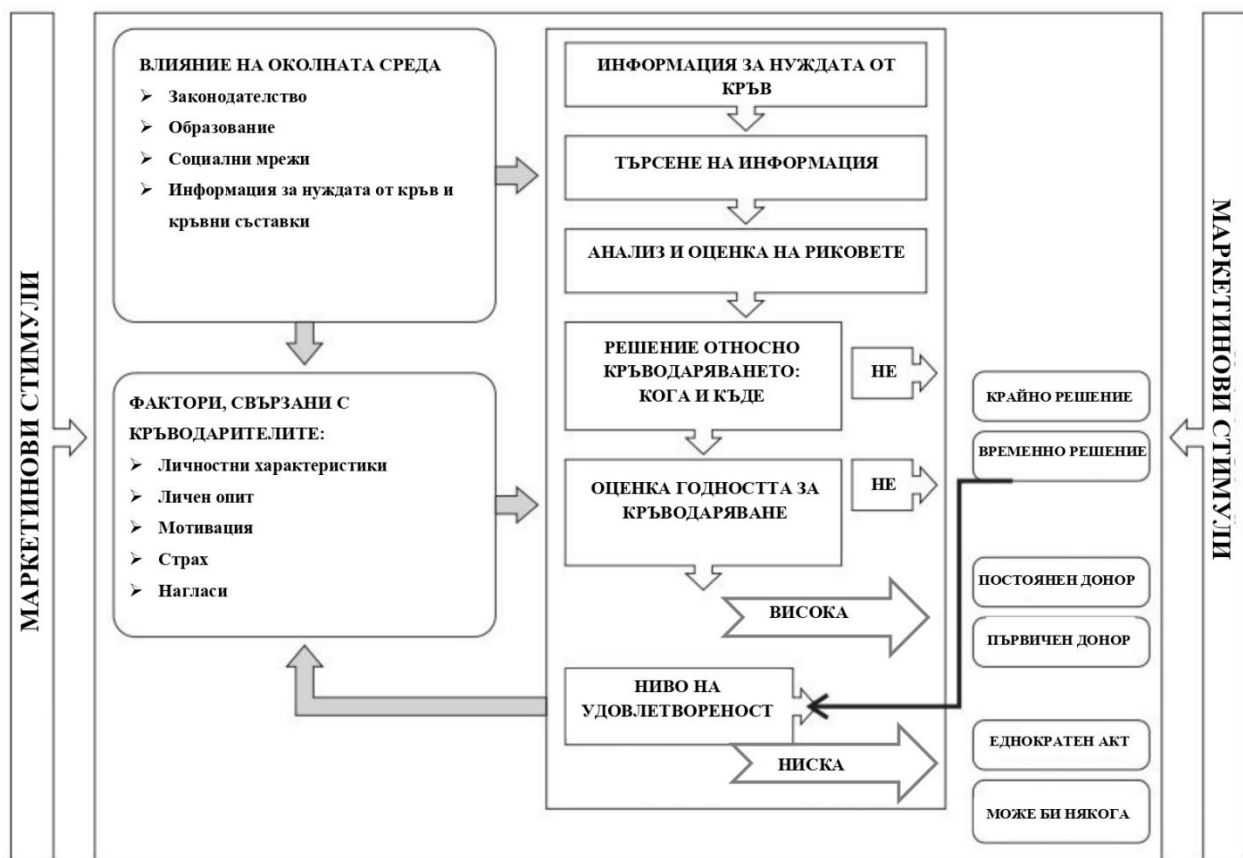 МАРКЕТИНОВИ СТИМУЛИ
ВЛИЯНИЕ НА ОКОЛНАТА СРЕДА
Законодателство
Образование
Социални мрежи
Информация за нуждата от кръв и
кръвни съставки
ФАКТОРИ, СВЪРЗАНИ С
КРЪВОДАРИТЕЛИТЕ:
Личностни характеристики
Личен опит
Мотивация
Страх
Нагласи
ИНФОРМАЦИЯ ЗА НУЖДАТА ОТ
КРЪВ
ТЪРСЕНЕ НА ИНФОРМАЦИЯ
АНАЛИЗ И ОЦЕНКА НА РИКОВЕТЕ
РЕШЕНИЕ ОТНОСНО
КРЪВОДАРЯВАНЕТО:
КОГА И КЪДЕ
НЕ
ОЦЕНКА ГОДНОСТТА ЗА
КРЪВОДАРЯВАНЕ
НЕ
ВИСОКА
НИВО НА
УДОВЛЕТВОРЕНОСТ
НИСКА
КРАЙНО РЕШЕНИЕ
ВРЕМЕННО РЕШЕНИЕ
ПОСТОЯНЕН ДОНОР
ПЪРВИЧЕН ДОНОР
ЕДНОКРАТЕН АКТ
МОЖЕ БИ НЯКОГА
МАРКЕТИНОВИ СТИМУЛИ